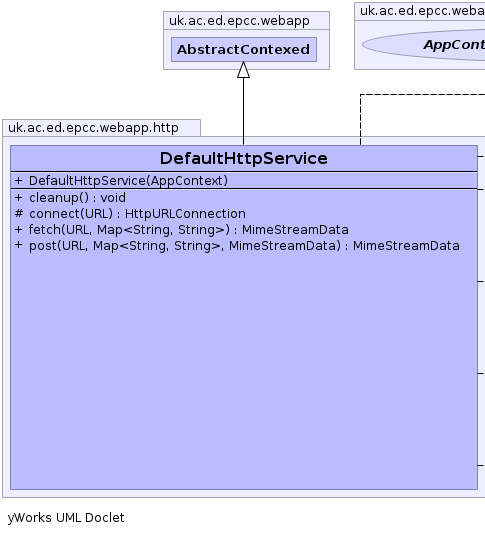 uk.ac.ed.epcc.webapp
AbstractContexed
uk.ac.ed.epcc.weba
AppCont
uk.ac.ed.epcc.webapp.http
DefaultHttpService
+ DefaultHttpService(AppContext)
+ cleanup() : void
# connect(URL) : HttpURLConnection
+ fetch(URL, Map<String, String>) : MimeStreamData
+ post(URL, Map<String, String>, MimeStreamData) : MimeStreamData
yWorks UML Doclet